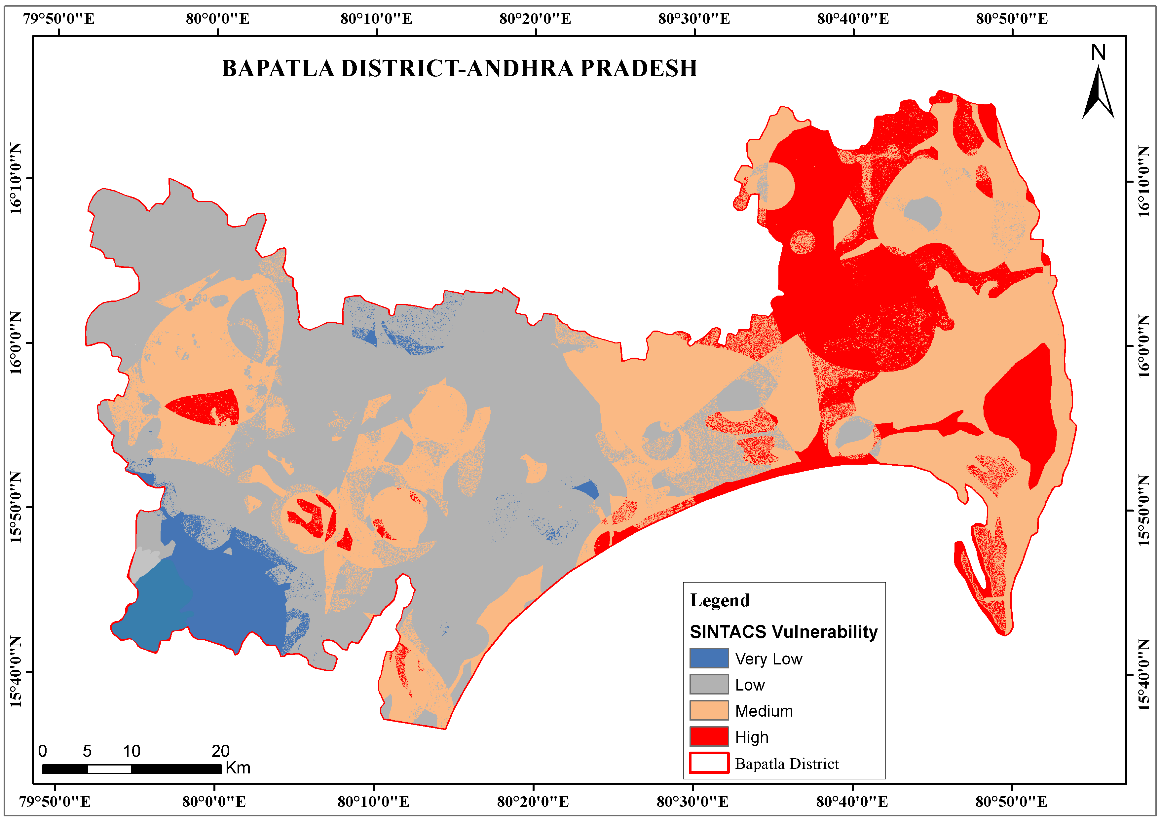 79°50'0"E 80°0'0"E 80°10'0"E 80°20'0"E 80°30'0"E 80°40'0"E 80°50'0"E
BAPATLA DISTRICT-ANDHRA PRADESH
N
16°10'0"N 16°10'0"N
16°0'0"N 16°0'0"N
15°50'0"N 15°50'0"N
15°40'0"N 15°40'0"N
Legend
SINTACS Vulnerability
Very Low
Low
Medium
High
Bapatla District
0 5 10 20
Km
79°50'0"E 80°0'0"E 80°10'0"E 80°20'0"E 80°30'0"E 80°40'0"E 80°50'0"E